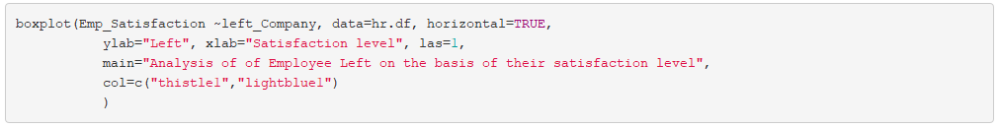 boxplot(Emp_Satisfaction ~left_Company, data=hr.df, horizontal=TRUE,
ylab="Left", xlab="Satisfaction level", las=1,
main="Analysis of of Employee Left on the basis of their satisfaction level",
col=c("thistle1","lightblue1")
)